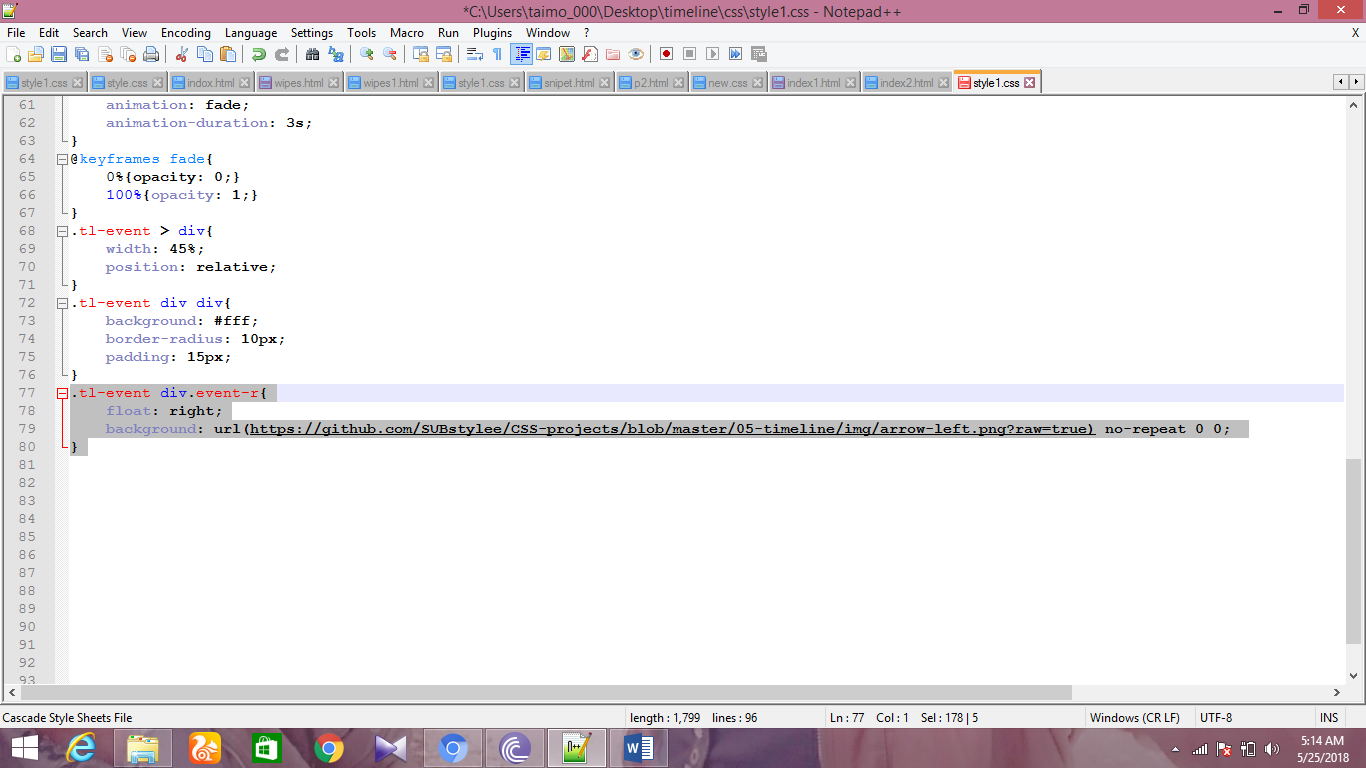 *C:\Users\taimo_000\Desktop\timeline\css\style1.css - Notepad++
File Edit Search View Encoding Language Settings Tools Macro Run Plugins Window ? X
style1.css style.css indox.html wipes.html wipes1.html style1.css snipet.html p2.html new.css index1.html index2.html style1.css
61 animation: fade;
62 animation-duration: 3s;
63 }
64 @keyframes fade{
65 0%{opacity: 0;}
66 100%{opacity: 1;}
67 }
68 .tl-event > div{
69 width: 45%;
70 position: relative;
71 }
72 .tl-event div div{
73 background: #fff;
74 border-radius: 10px;
75 padding: 15px;
76 }
77 .tl-event div.event-r{
78 float: right;
79 background: url(https://github.com/SUBstylee/CSS-projects/blob/master/05-timeline/img/arrow-left.png?raw=true) no-repeat 0 0;
80 }
81
82
83
84
85
86
87
88
89
90
91
92
93
Cascade Style Sheets File length : 1,799 lines : 96 Ln : 77 Col : 1 Sel : 178 | 5 Windows (CR LF) UTF-8 INS
5:14 AM
5/25/2018